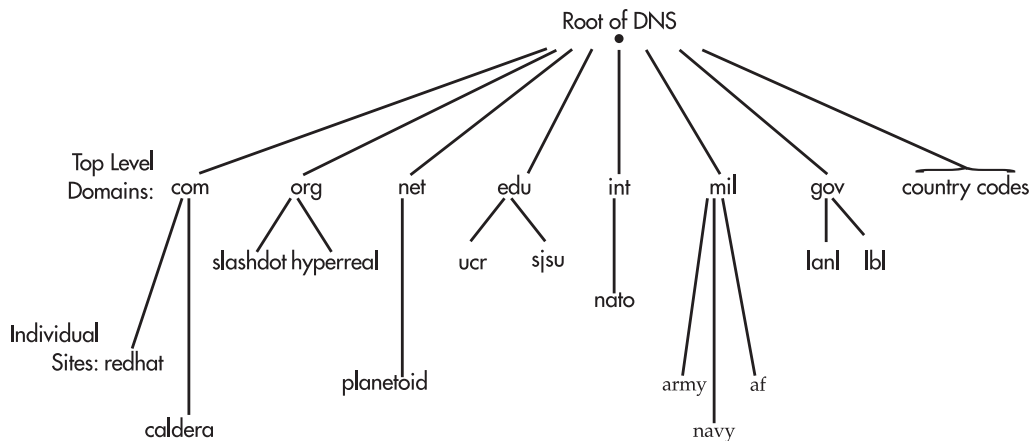 Root of DNS
Top Level
Domains: com org net edu int mil gov country codes
slashdot hyperreal ucr sjsu lanl lbl
nato
Individual
Sites: redhat
planetoid army af
caldera navy